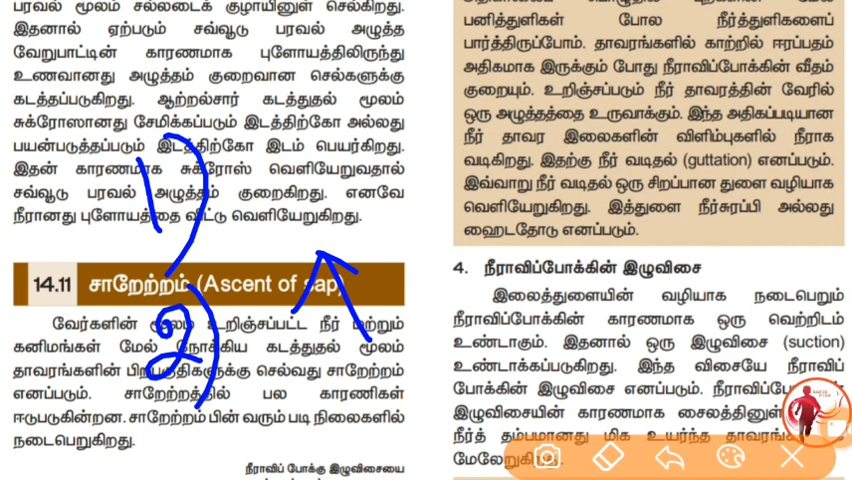 பரவல் மூலம் சல்லடைக் குழாயினுள் செல்கிறது.
இதனால் ஏற்படும் சவ்வூடு பரவல் அழுத்த
வேறுபாட்டின் காரணமாக புளோயத்திலிருந்து
உணவானது அழுத்தம் குறைவான செல்களுக்கு
கடத்தப்படுகிறது. ஆற்றல்சார் கடத்துதல் மூலம்
சுக்ரோஸானது சேமிக்கப்படும் இடத்திற்கோ அல்லது
பயன்படுத்தப்படும் இடத்திற்கோ இடம் பெயர்கிறது.
இதன் காரணமாக சுக்ரோஸ் வெளியேறுவதால்
சவ்வூடு பரவல் அழுத்தம் குறைகிறது. எனவே
நீரானது புளோயத்தை விட்டு வெளியேறுகிறது.
1)
14.11 சாறேற்றம் (Ascent of sap)
2)
வேர்களின் மூலம் உறிஞ்சப்பட்ட நீர் மற்றும்
கனிமங்கள் மேல் நோக்கிய கடத்துதல் மூலம்
தாவரங்களின் பிறபகுதிகளுக்கு செல்வது சாறேற்றம்
எனப்படும். சாறேற்றத்தில் பல காரணிகள்
ஈடுபடுகின்றன. சாறேற்றம் பின் வரும் படி நிலைகளில்
நடைபெறுகிறது.
நீராவிப் போக்கு இழுவிசையை
பனித்துளிகள் போல நீர்த்துளிகளைப்
பார்த்திருப்போம். தாவரங்களில் காற்றில் ஈரப்பதம்
அதிகமாக இருக்கும் போது நீராவிப்போக்கின் வீதம்
குறையும். உறிஞ்சப்படும் நீர் தாவரத்தின் வேரில்
ஒரு அழுத்தத்தை உருவாக்கும். இந்த அதிகப்படியான
நீர் தாவர இலைகளின் விளிம்புகளில் நீராக
வடிகிறது. இதற்கு நீர் வடிதல் (guttation) எனப்படும்.
இவ்வாறு நீர் வடிதல் ஒரு சிறப்பான துளை வழியாக
வெளியேறுகிறது. இத்துளை நீர்சுரப்பி அல்லது
ஹைடதோடு எனப்படும்.
4. நீராவிப்போக்கின் இழுவிசை
இலைத்துளையின் வழியாக நடைபெறும்
நீராவிப்போக்கின் காரணமாக ஒரு வெற்றிடம்
உண்டாகும். இதனால் ஒரு இழுவிசை (suction)
உண்டாக்கப்படுகிறது. இந்த விசையே நீராவிப்
போக்கின் இழுவிசை எனப்படும்.
இழுவிசையின் காரணமாக சைலத்தினுள்
நீர்த் தம்பமானது மிக உயர்ந்த
மேலேறுகிறது.